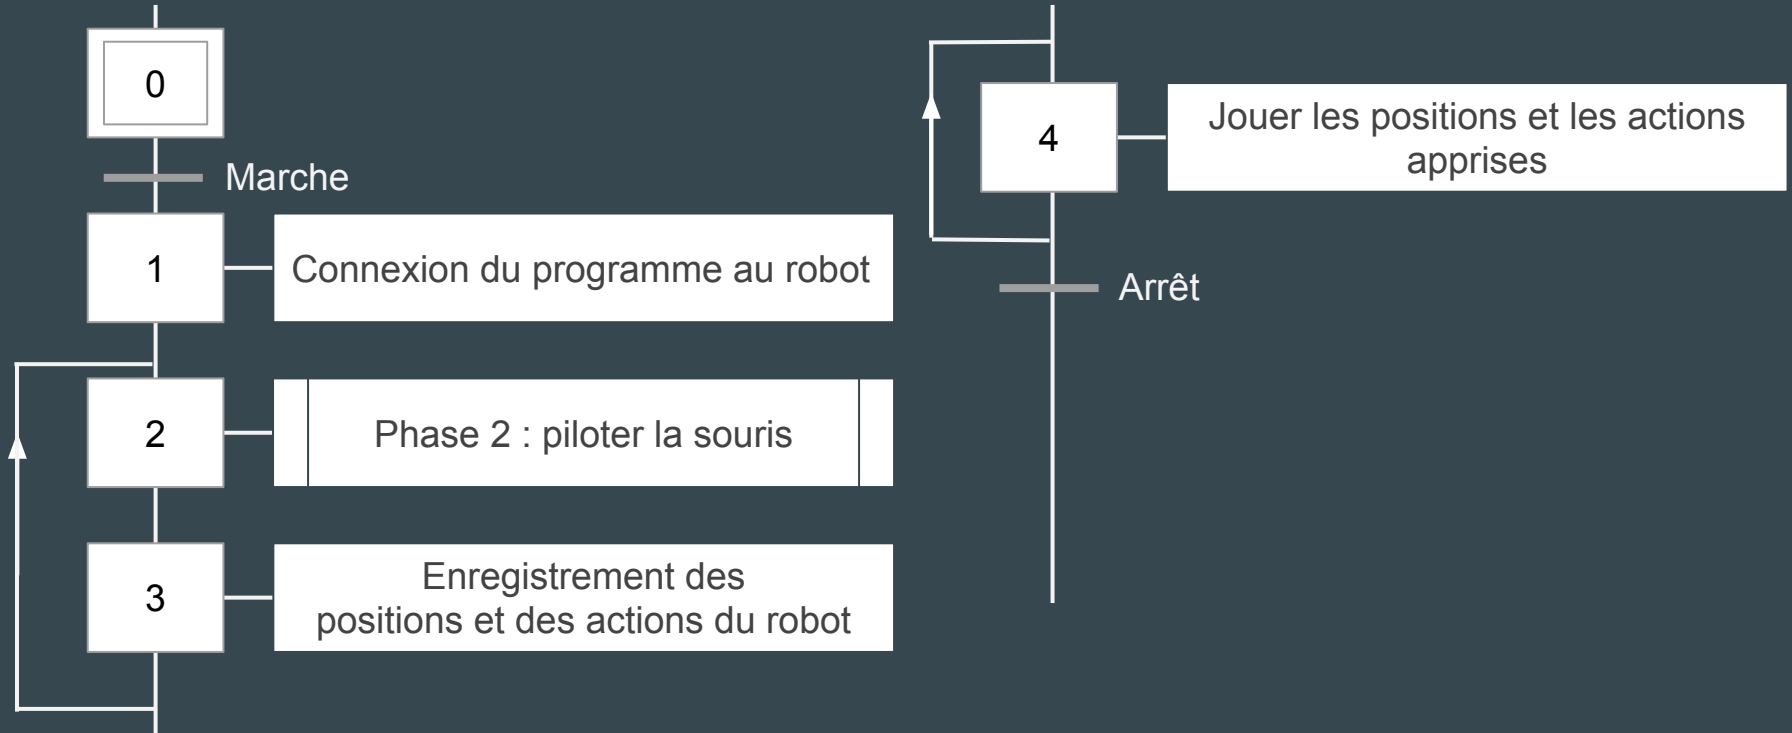 0
Marche
1
Connexion du programme au robot
2
Phase 2 : piloter la souris
3
Enregistrement des
positions et des actions du robot
4
Jouer les positions et les actions
apprises
Arrêt